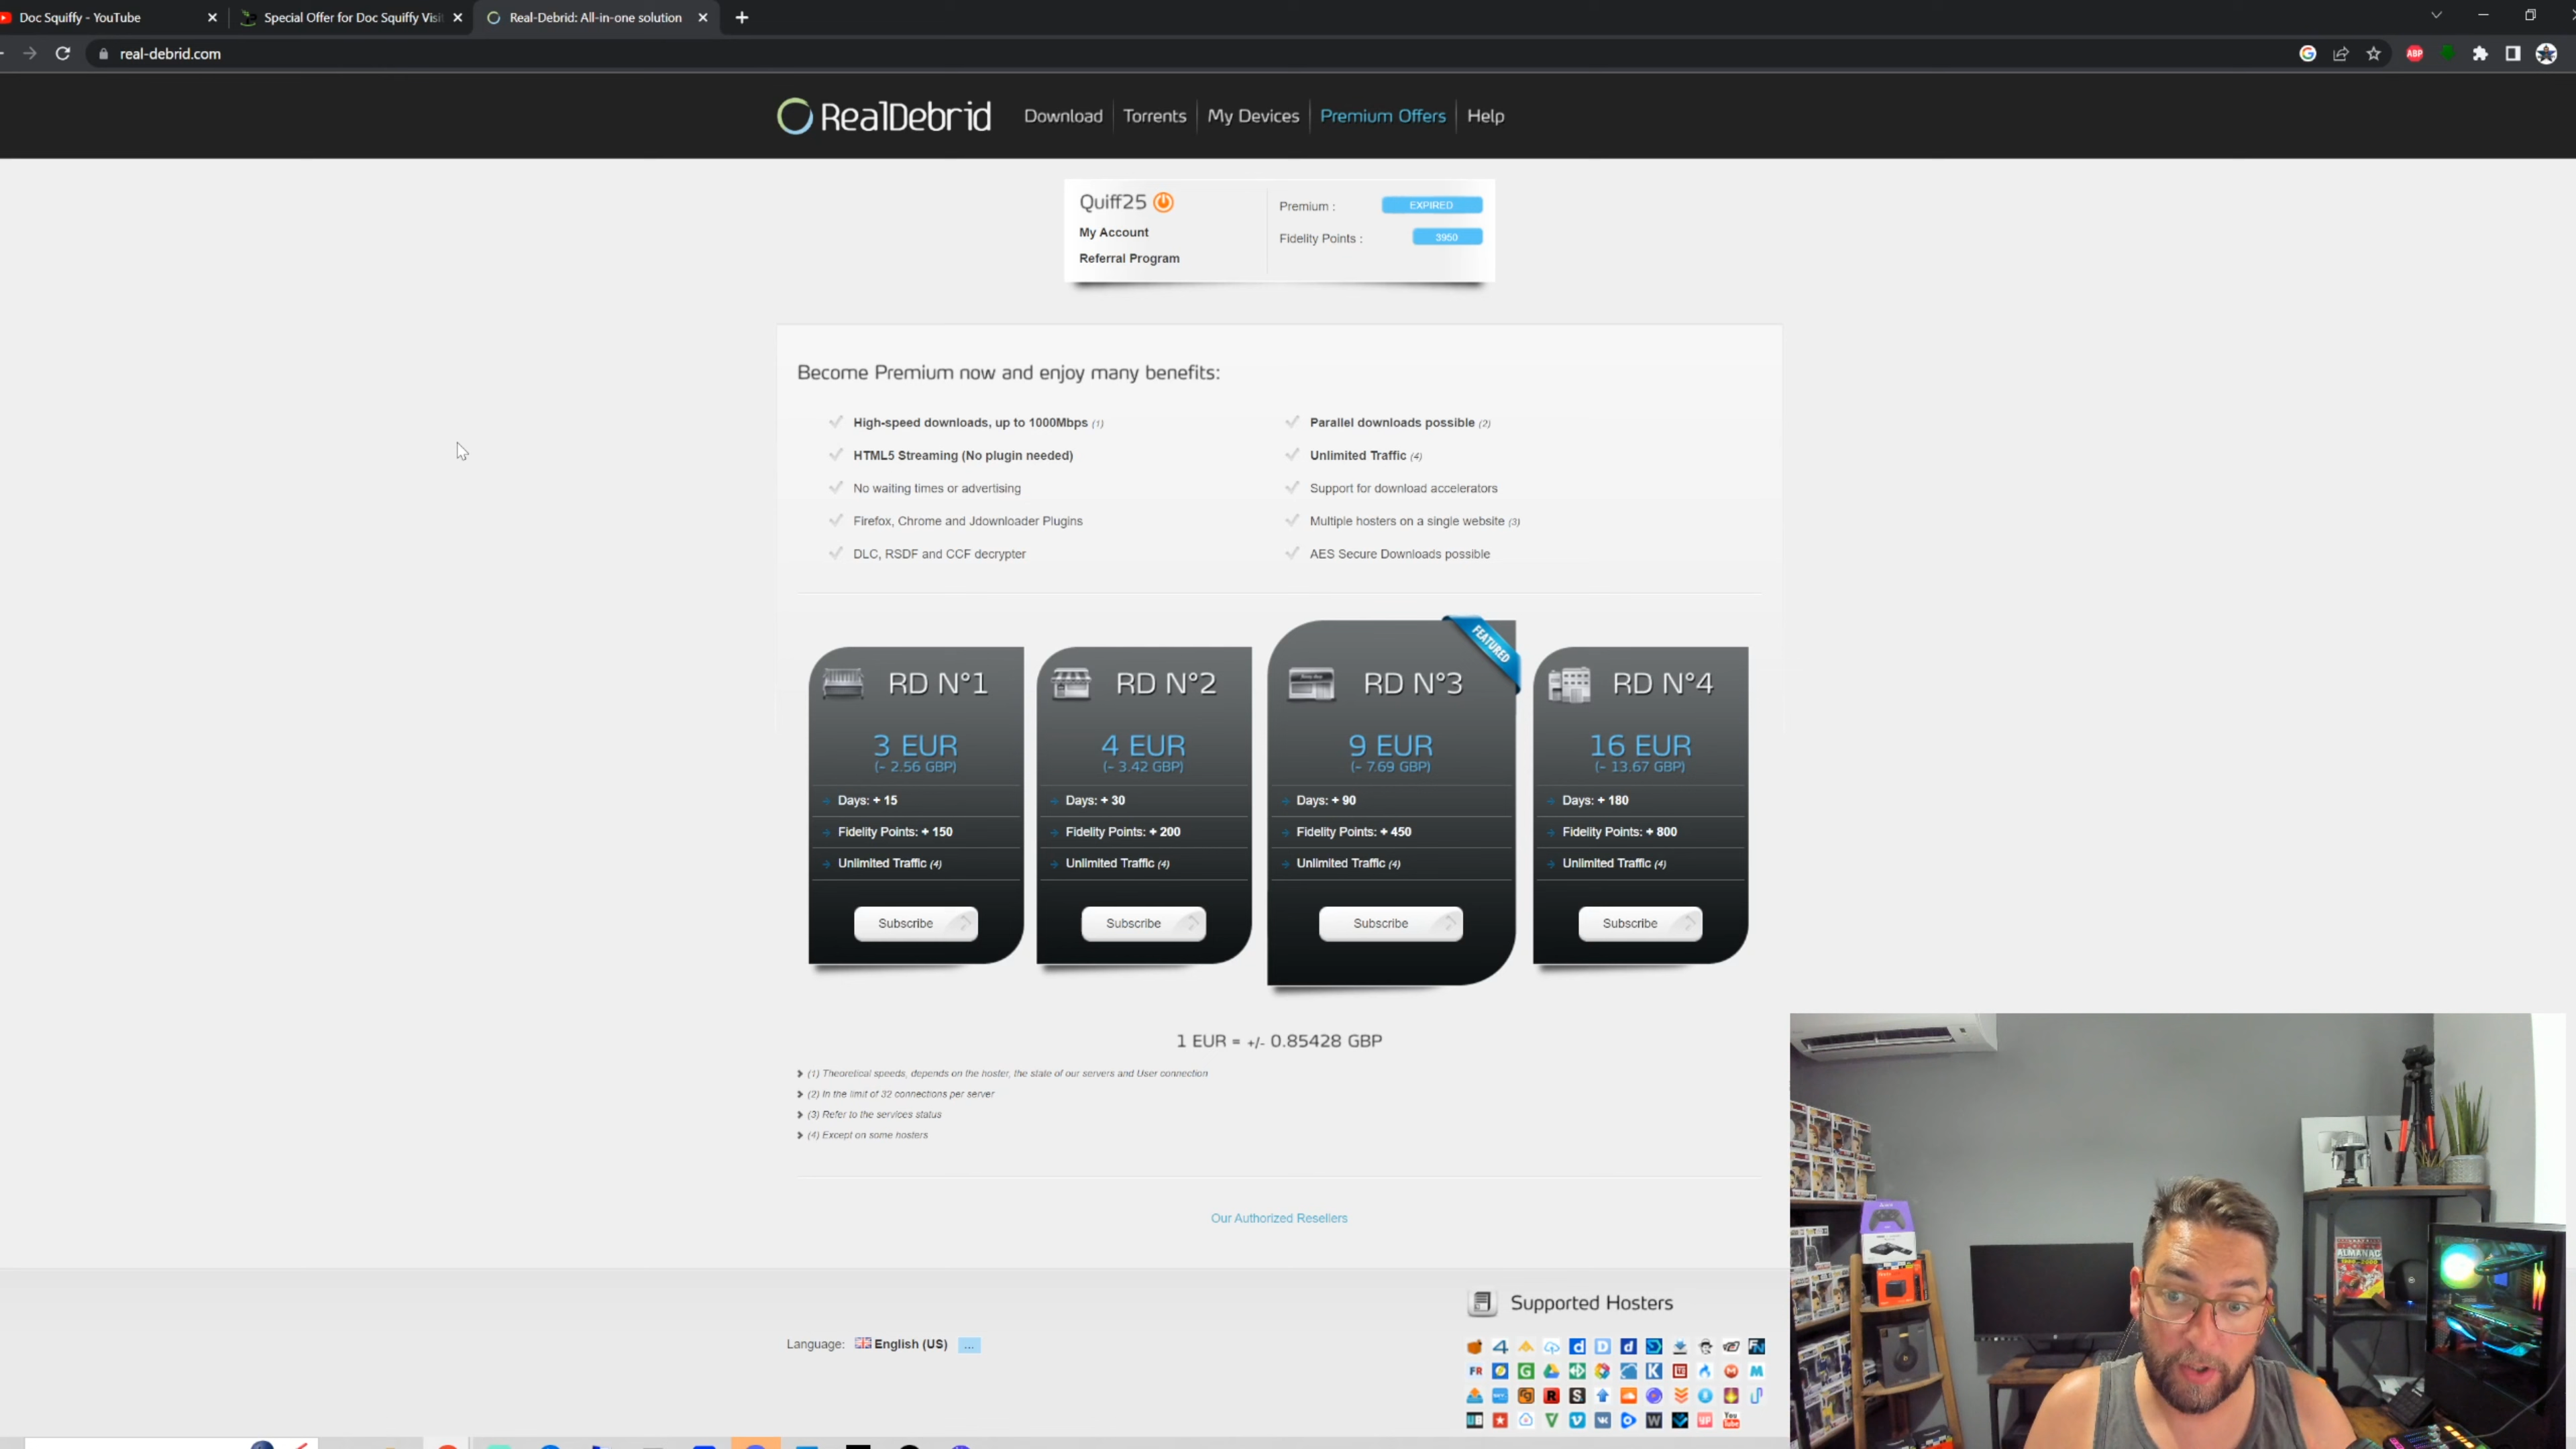 Doc Squiffy - YouTube
Special Offer for Doc Squiffy Visit
Real-Debrid: All-in-one solution
real-debrid.com
ABP
RealDebrid
Download
Torrents
My Devices
Premium Offers
Help
Quiff25
My Account
Referral Program
Premium :
EXPIRED
Fidelity Points :
3950
Become Premium now and enjoy many benefits:
High-speed downloads, up to 1000Mbps (1)
HTML5 Streaming (No plugin needed)
No waiting times or advertising
Firefox, Chrome and Jdownloader Plugins
DLC, RSDF and CCF decrypter
Parallel downloads possible (2)
Unlimited Traffic (4)
Support for download accelerators
Multiple hosters on a single website (3)
AES Secure Downloads possible
RD N°1
3 EUR
(~ 2.56 GBP)
Days: + 15
Fidelity Points: + 150
Unlimited Traffic (4)
Subscribe
RD N°2
4 EUR
(~ 3.42 GBP)
Days: + 30
Fidelity Points: + 200
Unlimited Traffic (4)
Subscribe
FEATURED
RD N°3
9 EUR
(~ 7.69 GBP)
Days: + 90
Fidelity Points: + 450
Unlimited Traffic (4)
Subscribe
RD N°4
16 EUR
(~ 13.67 GBP)
Days: + 180
Fidelity Points: + 800
Unlimited Traffic (4)
Subscribe
1 EUR = +/- 0.85428 GBP
(1) Theoretical speeds, depends on the hoster, the state of our servers and User connection
(2) In the limit of 32 connections per server
(3) Refer to the services status
(4) Except on some hosters
Our Authorized Resellers
Language:
English (US)
...
Supported Hosters
ALMANAC